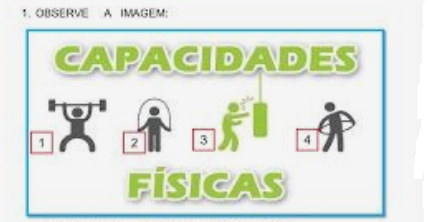 1. OBSERVE A IMAGEM:
CAPACIDADES
1 2 3 4
FÍSICAS